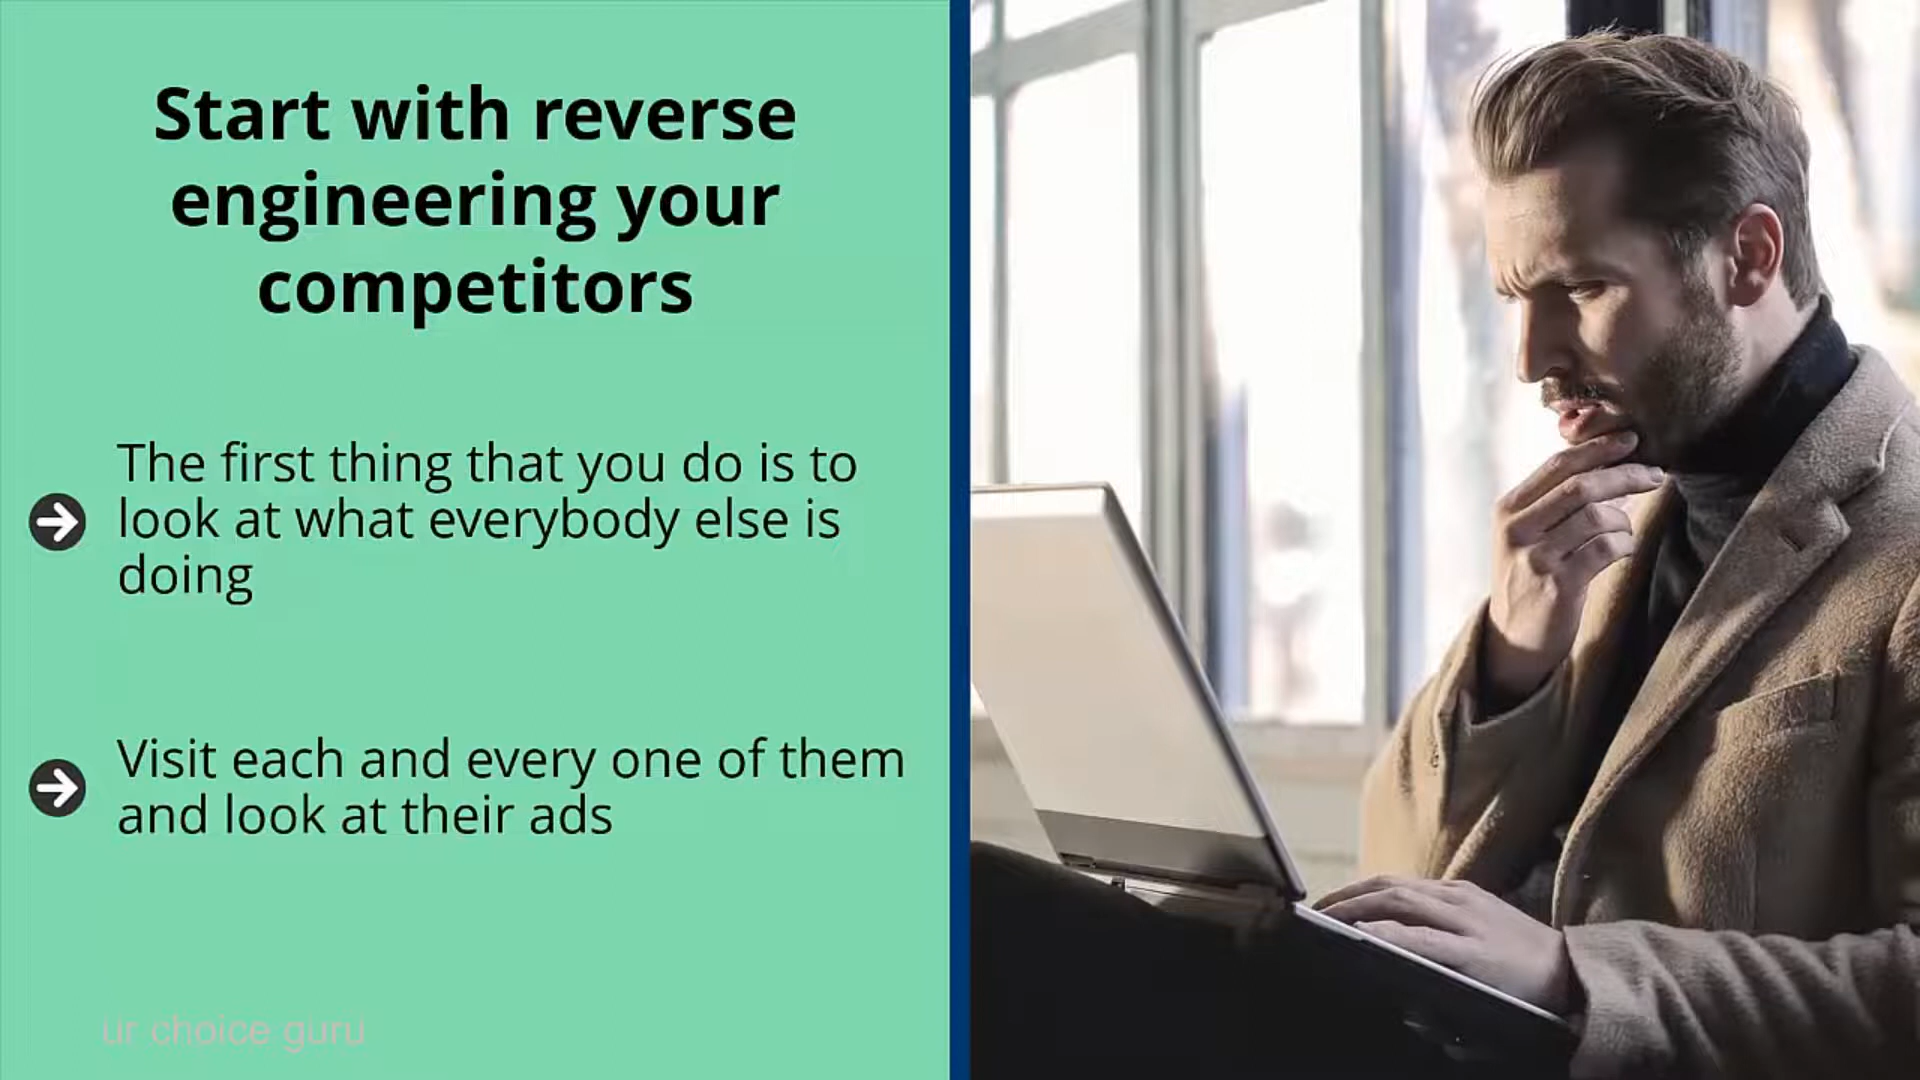 Start with reverse
engineering your
competitors
The first thing that you do is to
look at what everybody else is
doing
Visit each and every one of them
and look at their ads
ur choice guru